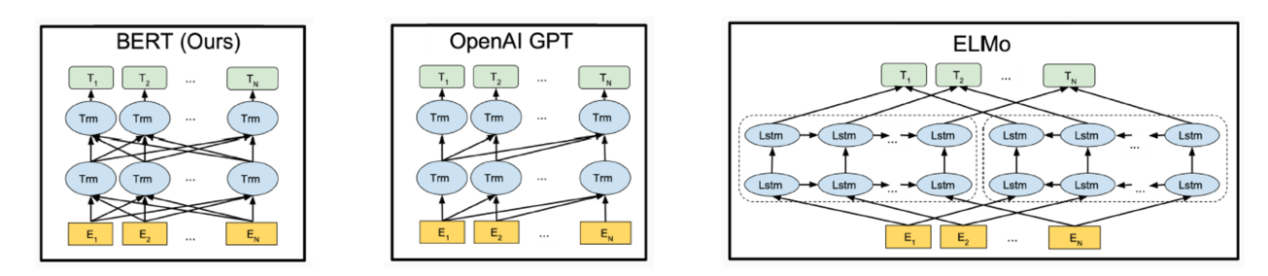 BERT (Ours)
T1 T2 ... TN
Trm Trm ... Trm
Trm Trm ... Trm
E1 E2 ... EN
OpenAI GPT
T1 T2 ... TN
Trm Trm ... Trm
Trm Trm ... Trm
E1 E2 ... EN
ELMo
T1 T2 ... TN
Lstm Lstm ... Lstm Lstm Lstm ... Lstm
Lstm Lstm ... Lstm Lstm Lstm ... Lstm
E1 E2 ... EN